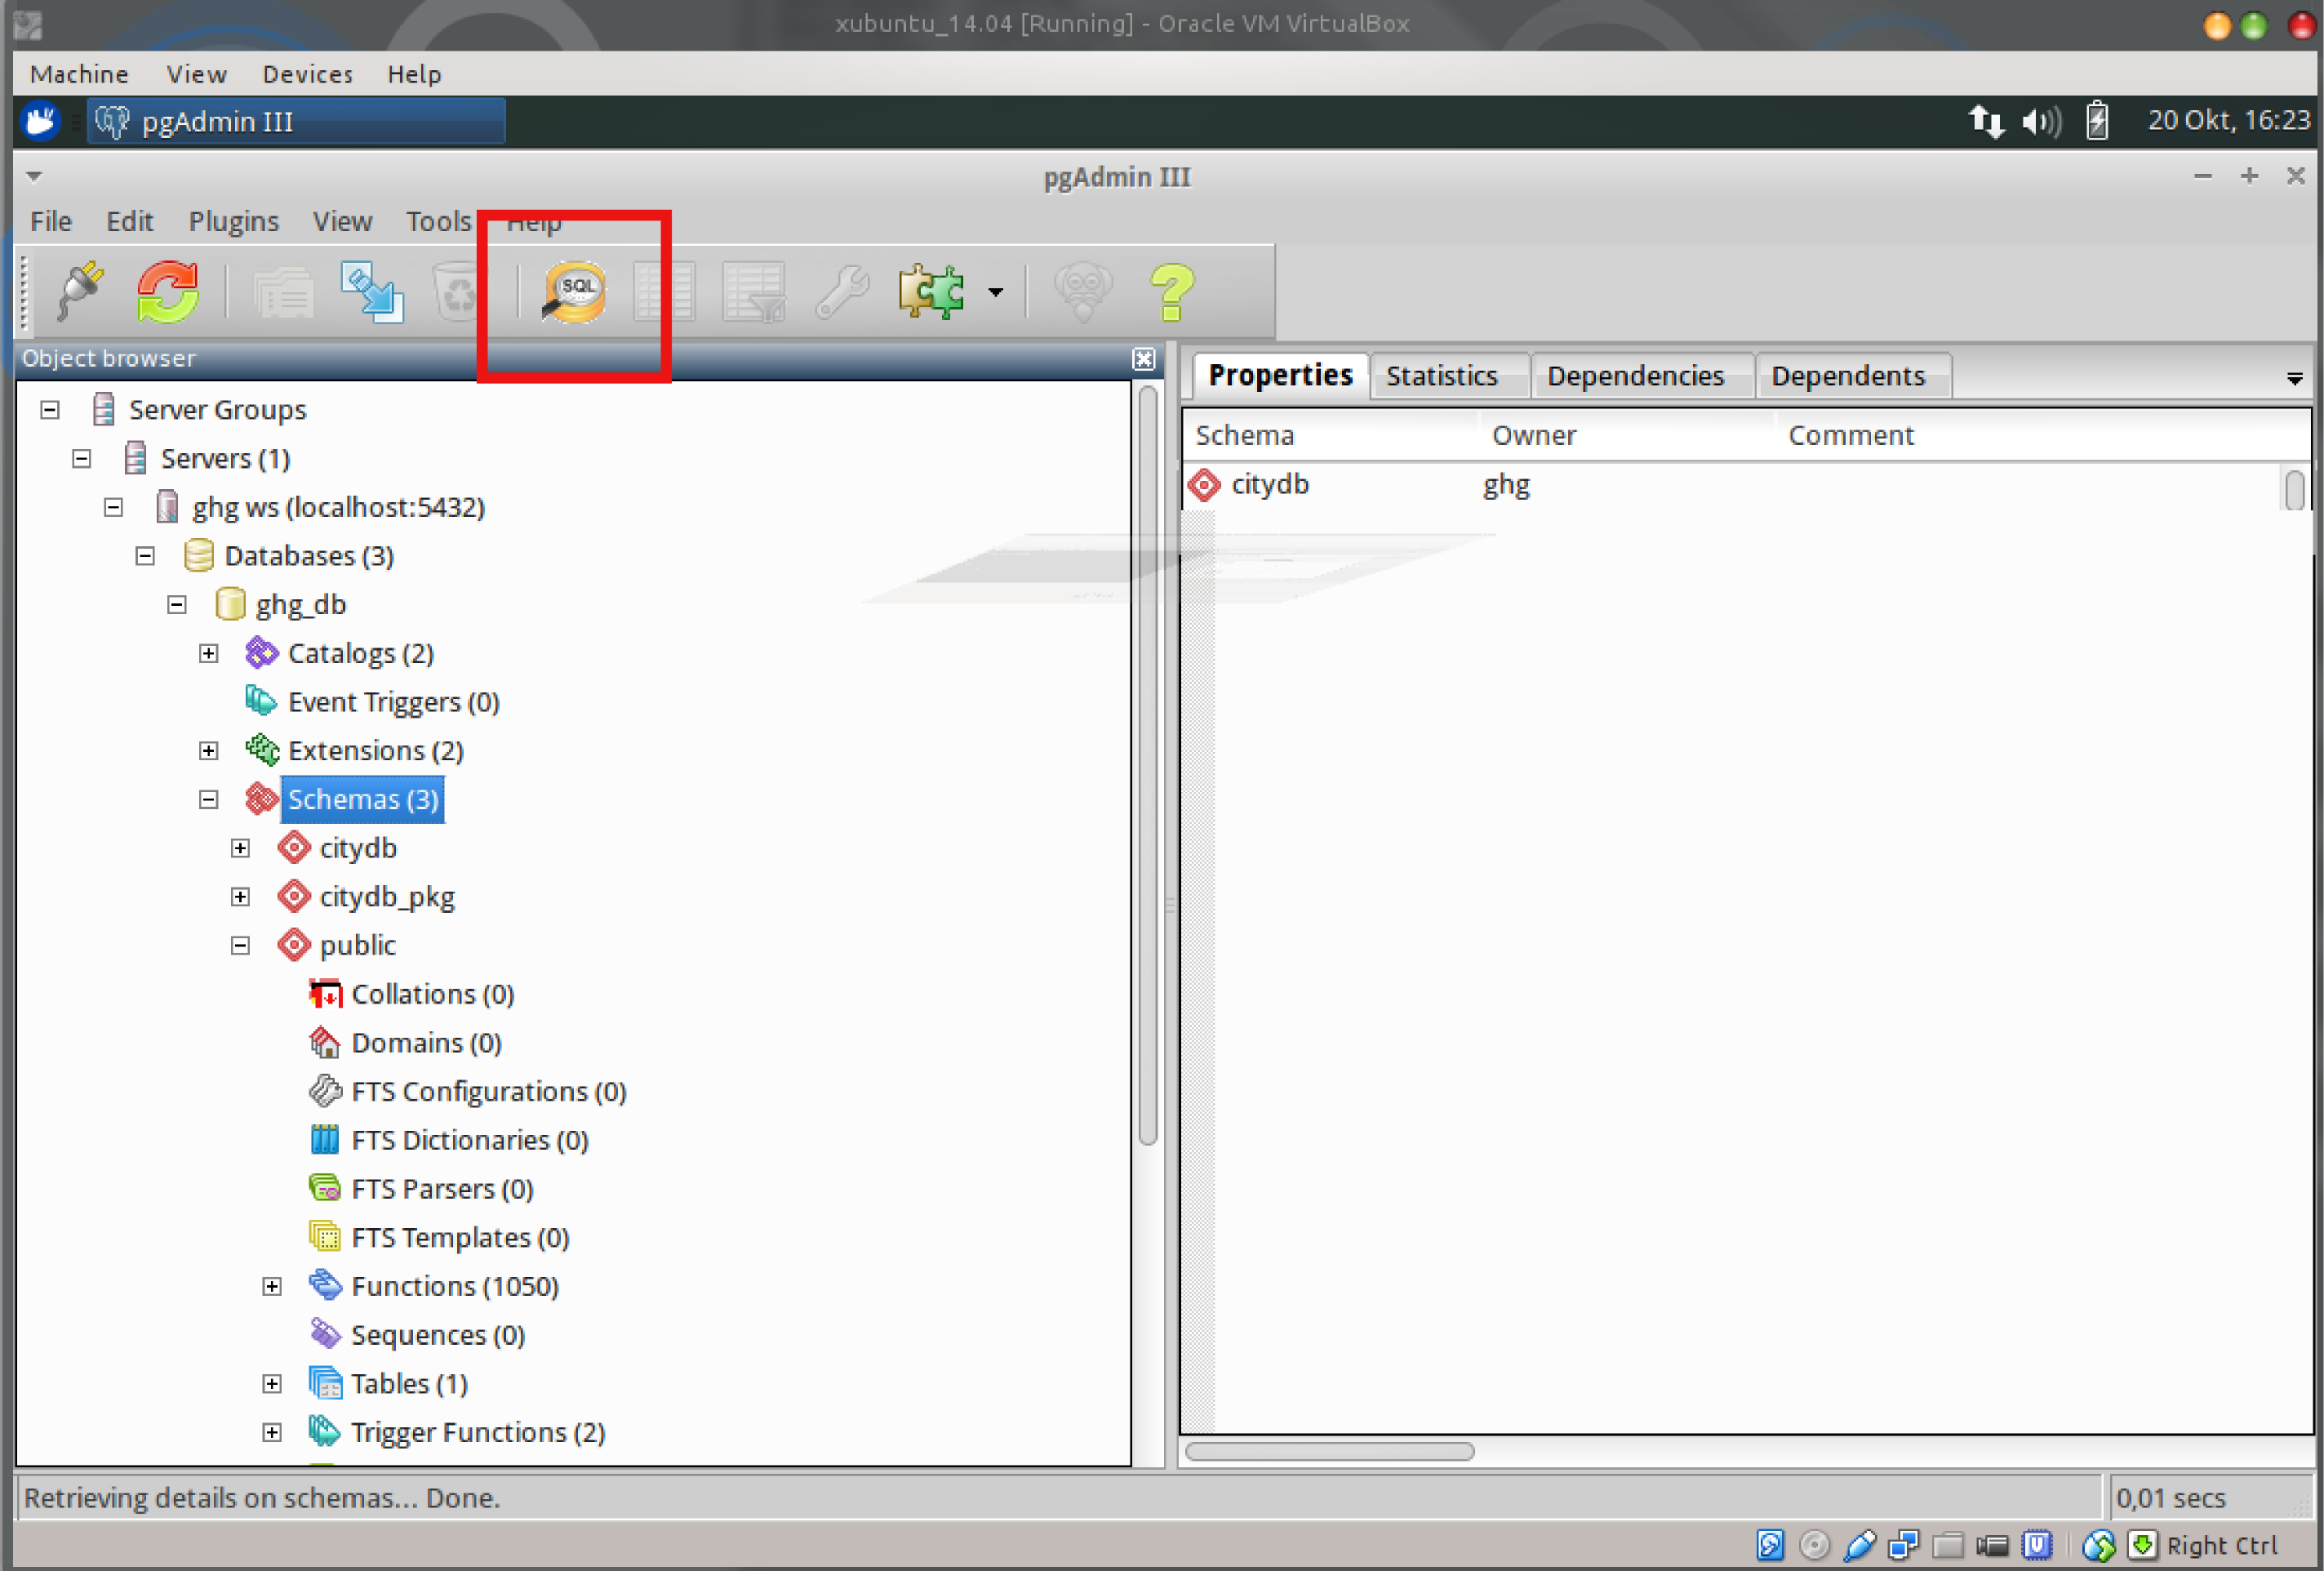 xubuntu_14.04 [Running] - Oracle VM VirtualBox
Machine View Devices Help
pgAdmin III 20 Okt, 16:23
pgAdmin III
File Edit Plugins View Tools Help
SQL
Object browser
Properties Statistics Dependencies Dependents
Server Groups
Schema Owner Comment
Servers (1)
citydb ghg
ghg ws (localhost:5432)
Databases (3)
ghg_db
Catalogs (2)
Event Triggers (0)
Extensions (2)
Schemas (3)
citydb
citydb_pkg
public
Collations (0)
Domains (0)
FTS Configurations (0)
FTS Dictionaries (0)
FTS Parsers (0)
FTS Templates (0)
Functions (1050)
Sequences (0)
Tables (1)
Trigger Functions (2)
Retrieving details on schemas... Done. 0,01 secs
Right Ctrl